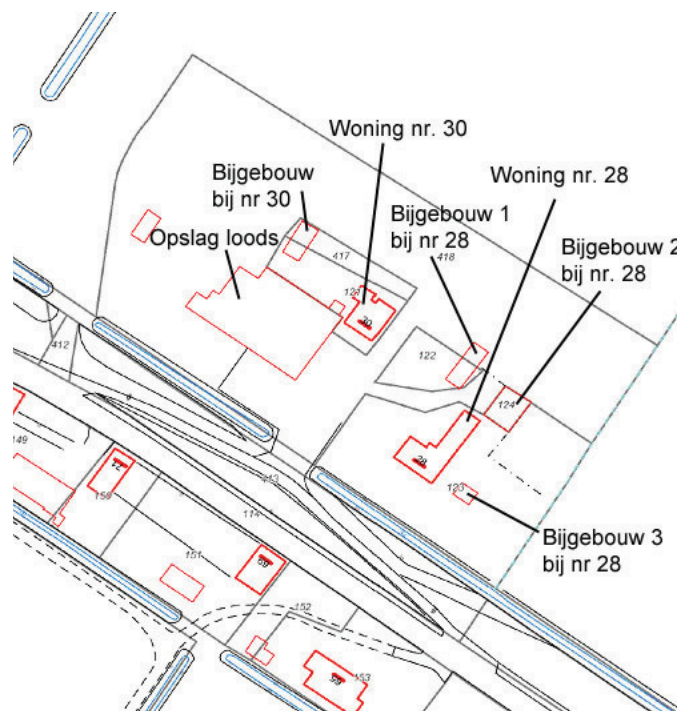 Woning nr. 30
Woning nr. 28
Bijgebouw
bij nr 30
Bijgebouw 1
bij nr 28
Opslag loods
Bijgebouw 2
bij nr. 28
417
418
30
412
122
124
149
28
123
113
114
151
152
153
Bijgebouw 3
bij nr 28